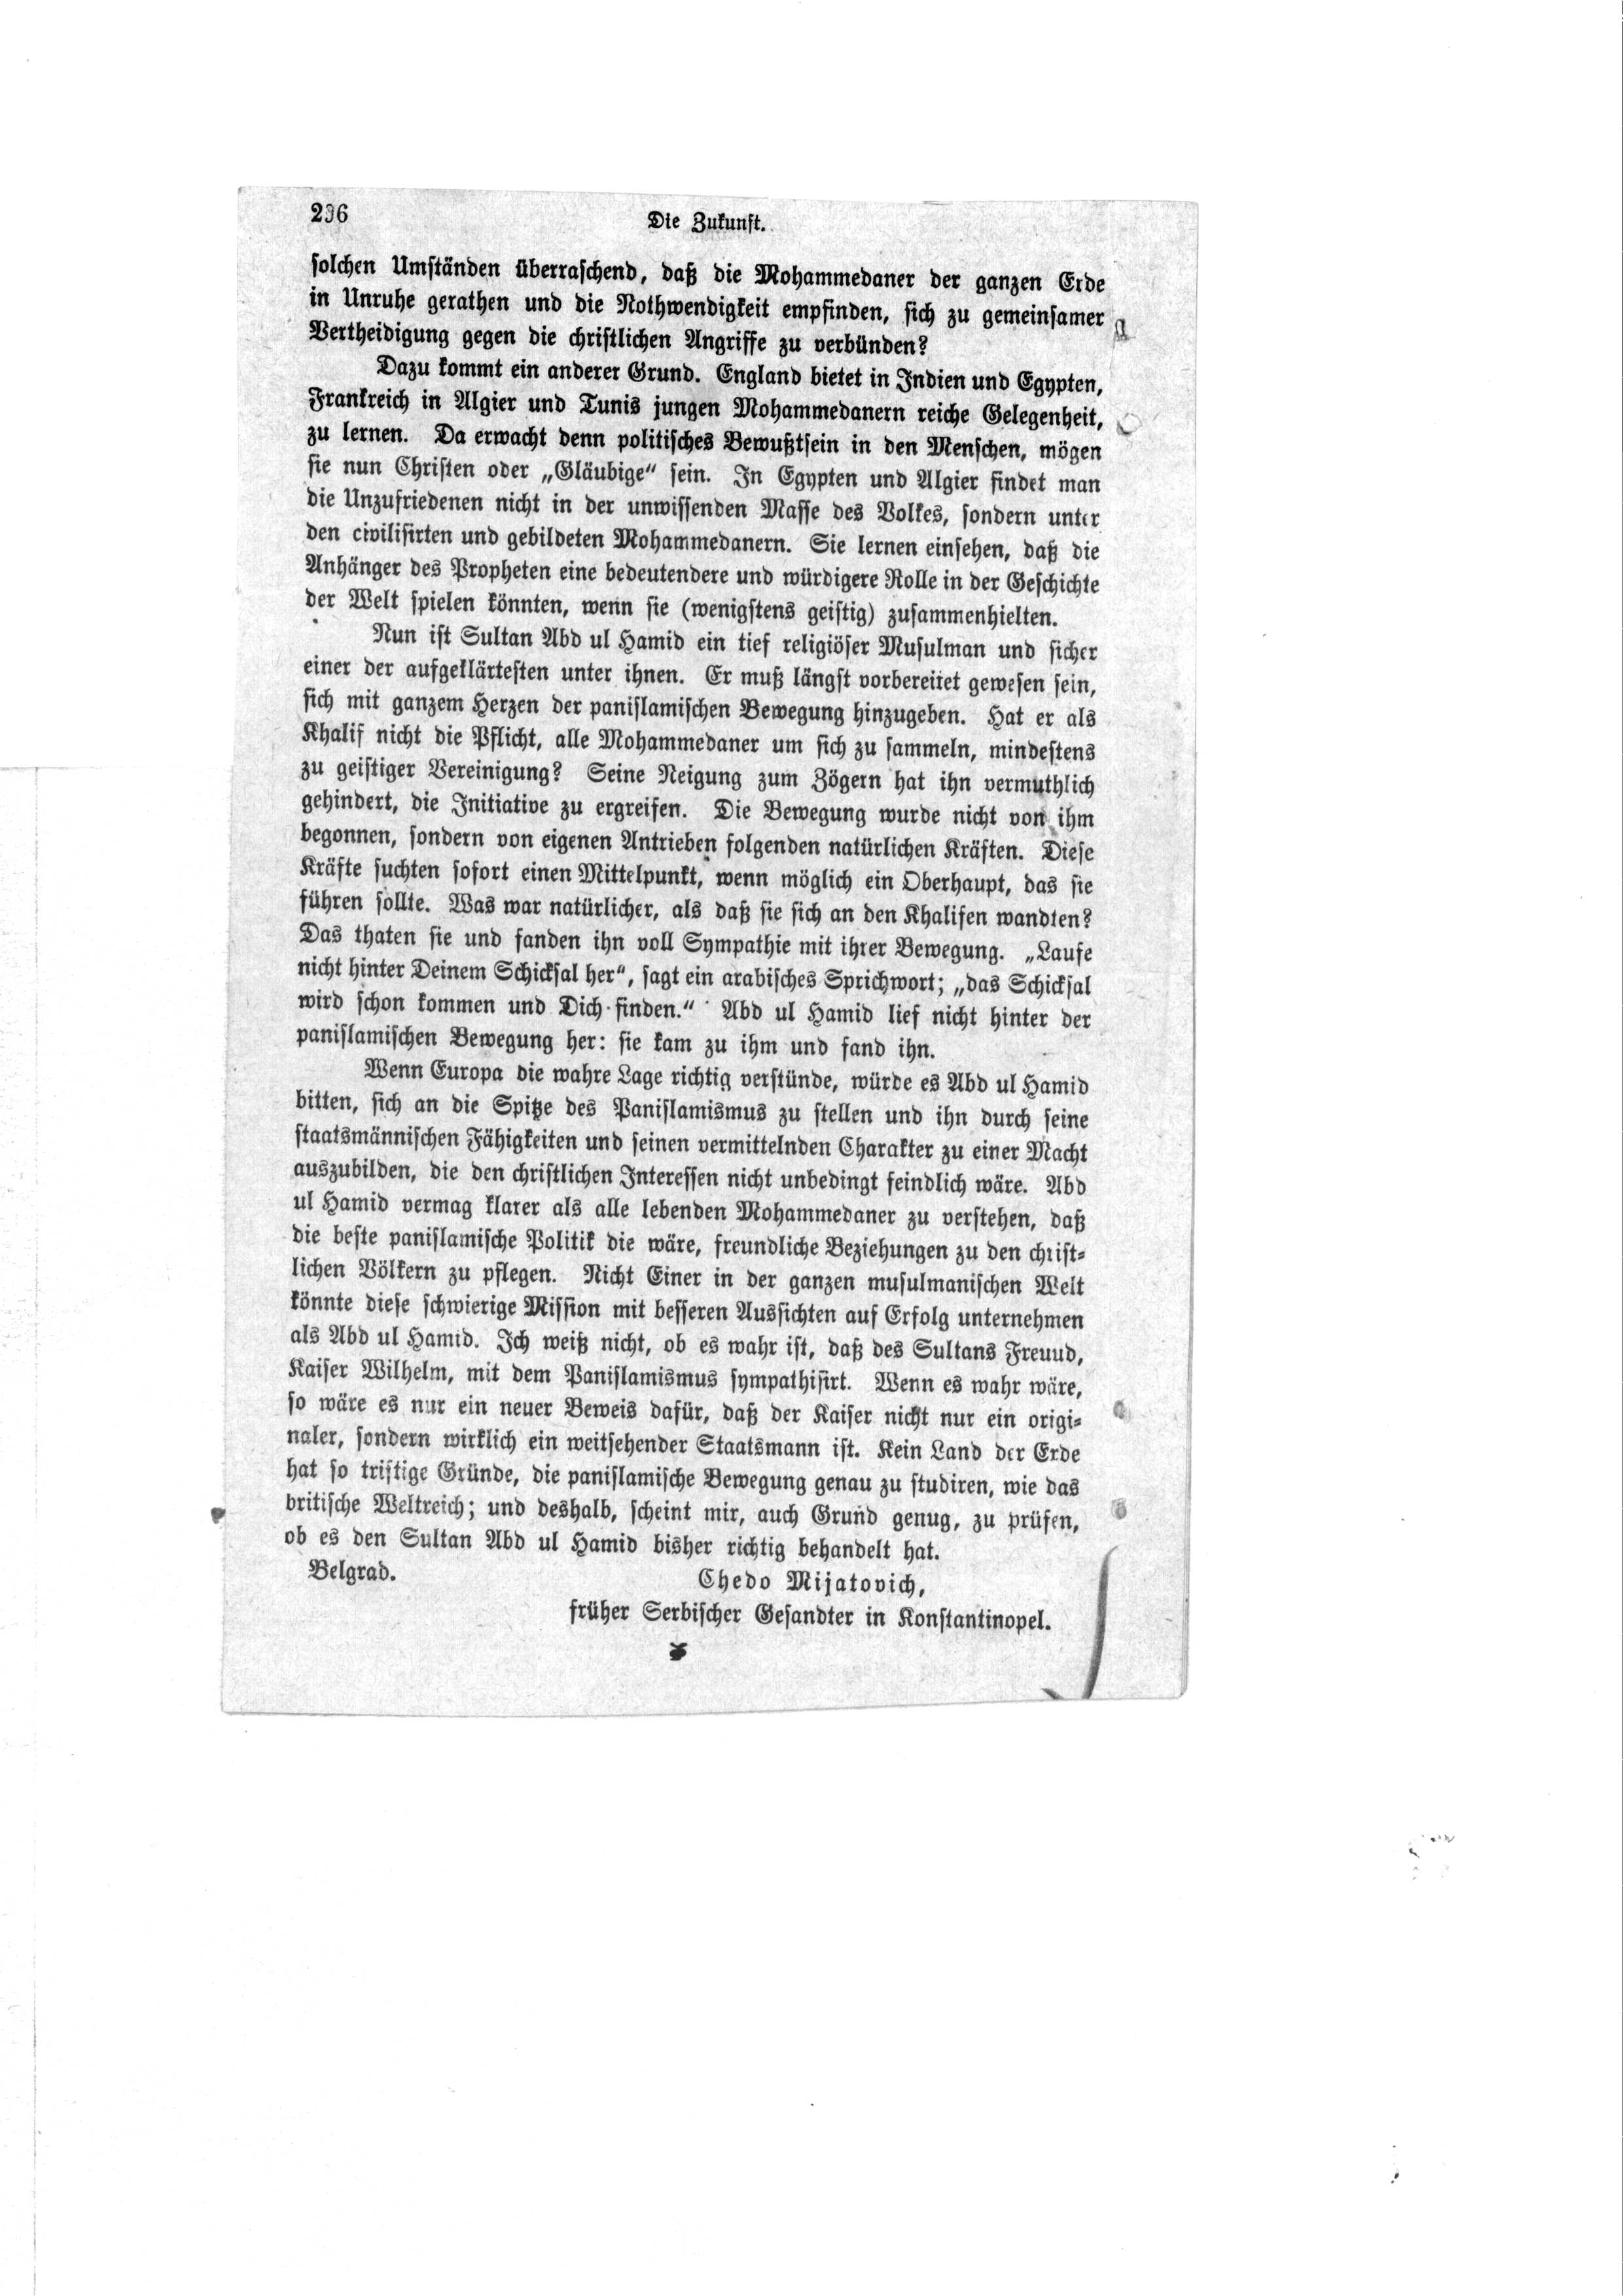 236
Die Zukunft.
solchen Umständen überraschend, daß die Mohammedaner der ganzen Erde
in Unruhe gerathen und die Nothwendigkeit empfinden, sich zu gemeinsamer
Vertheidigung gegen die christlichen Angriffe zu verbünden?
Dazu kommt ein anderer Grund. England bietet in Indien und Egypten,
Frankreich in Algier und Tunis jungen Mohammedanern reiche Gelegenheit,
zu lernen. Da erwacht denn politisches Bewußtsein in den Menschen, mögen
sie nun Christen oder „Gläubige“ sein. In Egypten und Algier findet man
die Unzufriedenen nicht in der unwissenden Masse des Volkes, sondern unter
den civilisirten und gebildeten Mohammedanern. Sie lernen einsehen, daß die
Anhänger des Propheten eine bedeutendere und würdigere Rolle in der Geschichte
der Welt spielen könnten, wenn sie (wenigstens geistig) zusammenhielten.
Nun ist Sultan Abd ul Hamid ein tief religiöser Musulman und sicher
einer der aufgeklärtesten unter ihnen. Er muß längst vorbereitet gewesen sein,
sich mit ganzem Herzen der panislamischen Bewegung hinzugeben. Hat er als
Khalif nicht die Pflicht, alle Mohammedaner um sich zu sammeln, mindestens
zu geistiger Vereinigung? Seine Neigung zum Zögern hat ihn vermuthlich
gehindert, die Initiative zu ergreifen. Die Bewegung wurde nicht von ihm
begonnen, sondern von eigenen Antrieben folgenden natürlichen Kräften. Diese
Kräfte suchten sofort einen Mittelpunkt, wenn möglich ein Oberhaupt, das sie
führen sollte. Was war natürlicher, als daß sie sich an den Khalifen wandten?
Das thaten sie und fanden ihn voll Sympathie mit ihrer Bewegung. „Laufe
nicht hinter Deinem Schicksal her“, sagt ein arabisches Sprichwort; „das Schicksal
wird schon kommen und Dich finden.“ Abd ul Hamid lief nicht hinter der
panislamischen Bewegung her: sie kam zu ihm und fand ihn.
Wenn Europa die wahre Lage richtig verstünde, würde es Abd ul Hamid
bitten, sich an die Spitze des Panislamismus zu stellen und ihn durch seine
staatsmännischen Fähigkeiten und seinen vermittelnden Charakter zu einer Macht
auszubilden, die den christlichen Interessen nicht unbedingt feindlich wäre. Abd
ul Hamid vermag klarer als alle lebenden Mohammedaner zu verstehen, daß
die beste panislamische Politik die wäre, freundliche Beziehungen zu den christ-
lichen Völkern zu pflegen. Nicht Einer in der ganzen musulmanischen Welt
könnte diese schwierige Mission mit besseren Aussichten auf Erfolg unternehmen
als Abd ul Hamid. Ich weiß nicht, ob es wahr ist, daß des Sultans Freund,
Kaiser Wilhelm, mit dem Panislamismus sympathisirt. Wenn es wahr wäre,
so wäre es nur ein neuer Beweis dafür, daß der Kaiser nicht nur ein origi-
naler, sondern wirklich ein weitsehender Staatsmann ist. Kein Land der Erde
hat so triftige Gründe, die panislamische Bewegung genau zu studiren, wie das
britische Weltreich; und deshalb, scheint mir, auch Grund genug, zu prüfen,
ob es den Sultan Abd ul Hamid bisher richtig behandelt hat.
Belgrad.
Chedo Mijatovich,
früher Serbischer Gesandter in Konstantinopel.